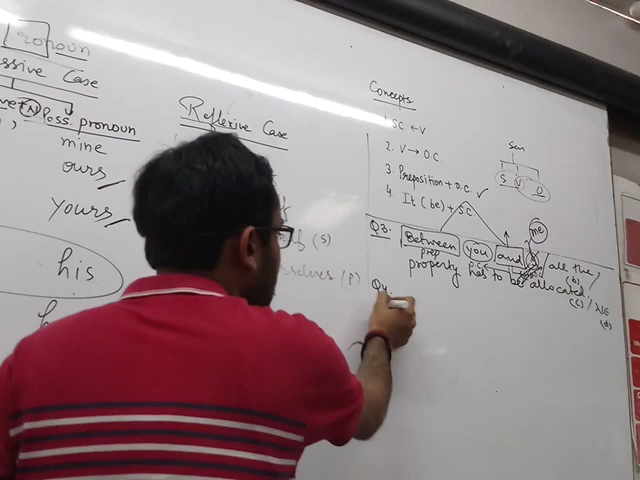 Pronoun
ssive Case
Poss. pronoun
mine
ours
yours
his
Reflexive Case
(S)
selves (P)
Concepts
1. S.C ← V
2. V → O.C.
3. Preposition + O.C. ✓
4. It (be) + S.C
Sen
S V O
me
Q3. Between you and I all the /
prep
(b)
property has to be allocated / N/E
(c) (d)
Q4.